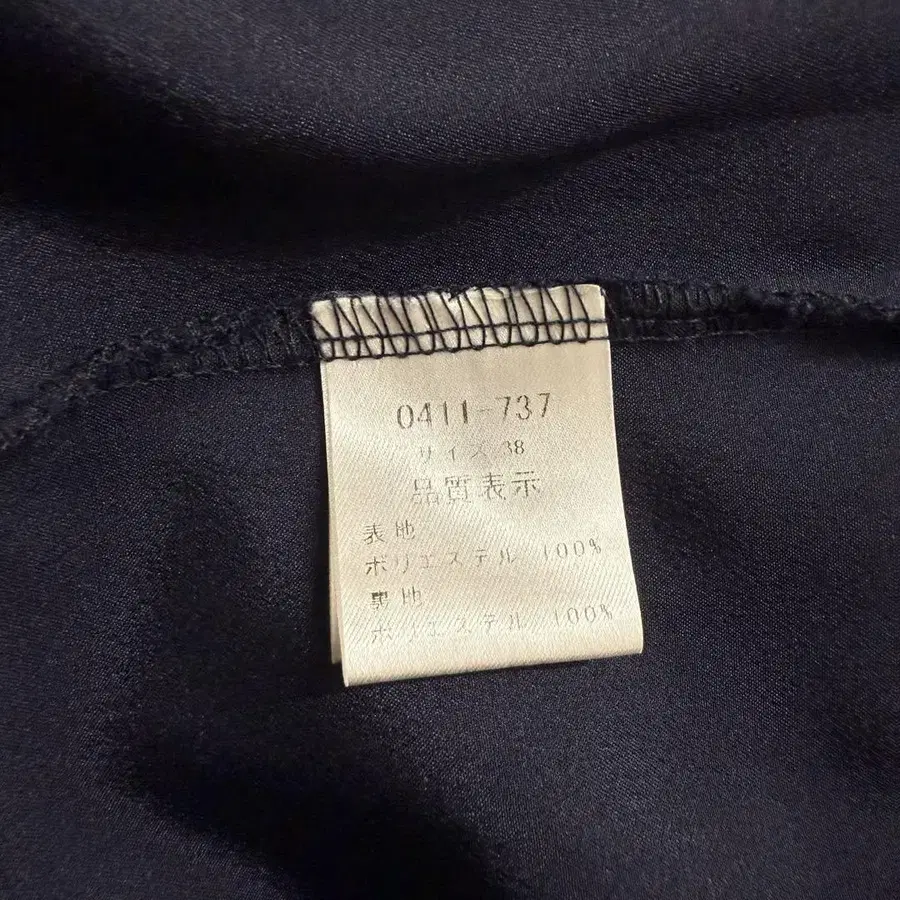 0411-737
サイズ 38
品質表示
表地
ポリエステル 100%
裏地
ポリエステル 100%